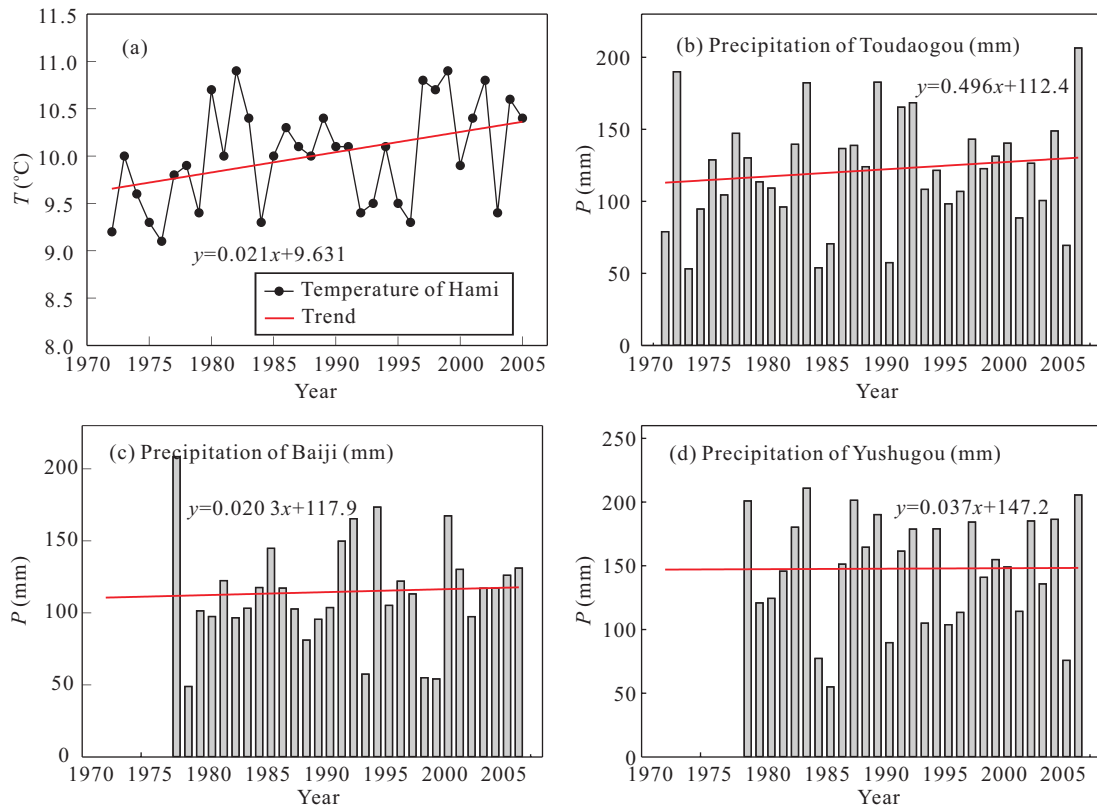 (a)
11.5
11.0
10.5
10.0
9.5
9.0
8.5
8.0
T (°C)
y=0.021x+9.631
Temperature of Hami
Trend
1970 1975 1980 1985 1990 1995 2000 2005
Year
(b) Precipitation of Toudaogou (mm)
y=0.496x+112.4
200
150
100
50
0
P (mm)
1970 1975 1980 1985 1990 1995 2000 2005
Year
(c) Precipitation of Baiji (mm)
y=0.020 3x+117.9
200
150
100
50
0
P (mm)
1970 1975 1980 1985 1990 1995 2000 2005
Year
(d) Precipitation of Yushugou (mm)
y=0.037x+147.2
250
200
150
100
50
0
P (mm)
1970 1975 1980 1985 1990 1995 2000 2005
Year